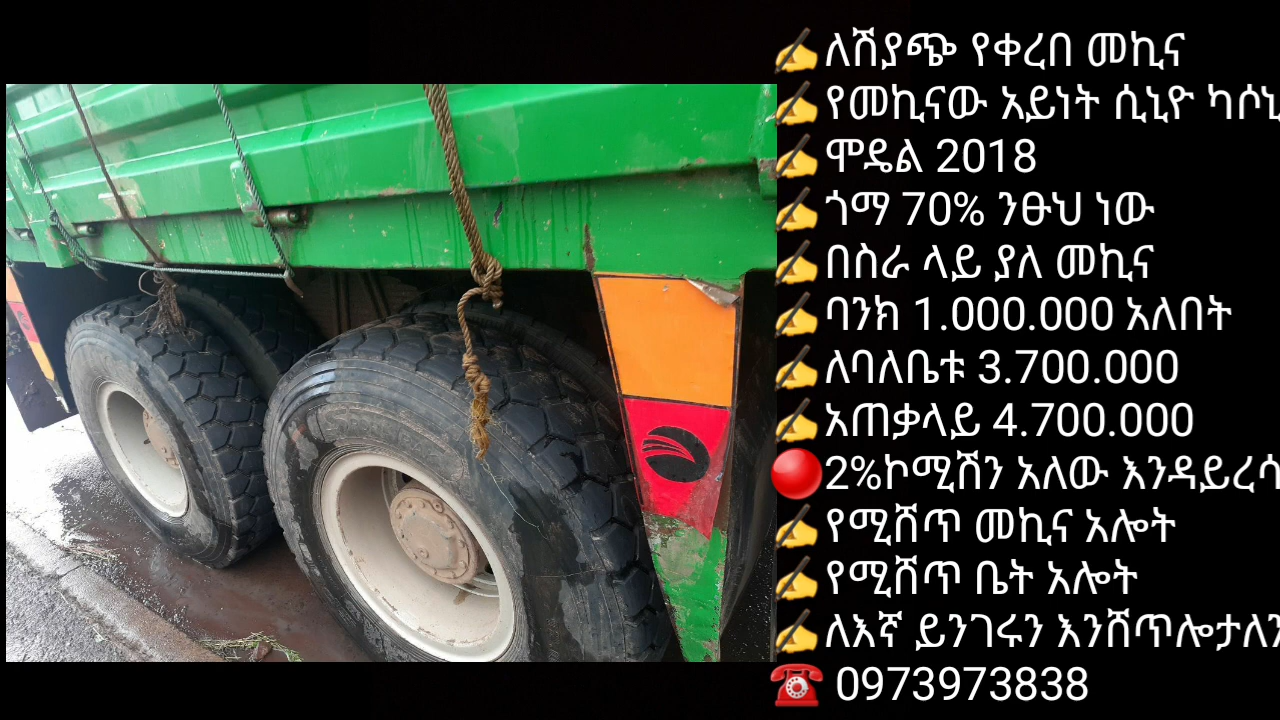 ✍ለሽያጭ የቀረበ መኪና
✍የመኪናው አይነት ሲኒዮ ካሶኒ
✍ሞዴል 2018
✍ጎማ 70% ንፁህ ነው
✍በስራ ላይ ያለ መኪና
✍ባንክ 1.000.000 አለበት
✍ለባለቤቱ 3.700.000
✍አጠቃላይ 4.700.000
🔴2%ኮሚሽን አለው እንዳይረሳ
✍የሚሸጥ መኪና አሎት
✍የሚሸጥ ቤት አሎት
✍ለእኛ ይንገሩን እንሸጥሎታለን
☎ 0973973838